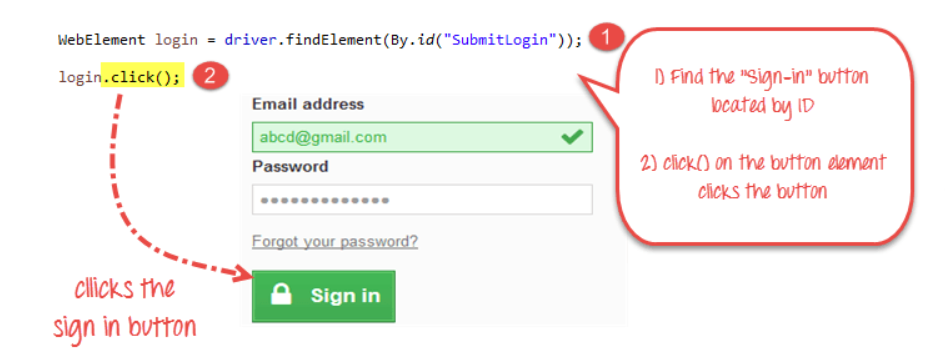 WebElement login = driver.findElement(By.id("SubmitLogin"));
1
login.click();
2
1) Find the "Sign-in" button
located by ID
2) click() on the button element
clicks the button
Email address
abcd@gmail.com
Password
Forgot your password?
Sign in
cllicks the
sign in button